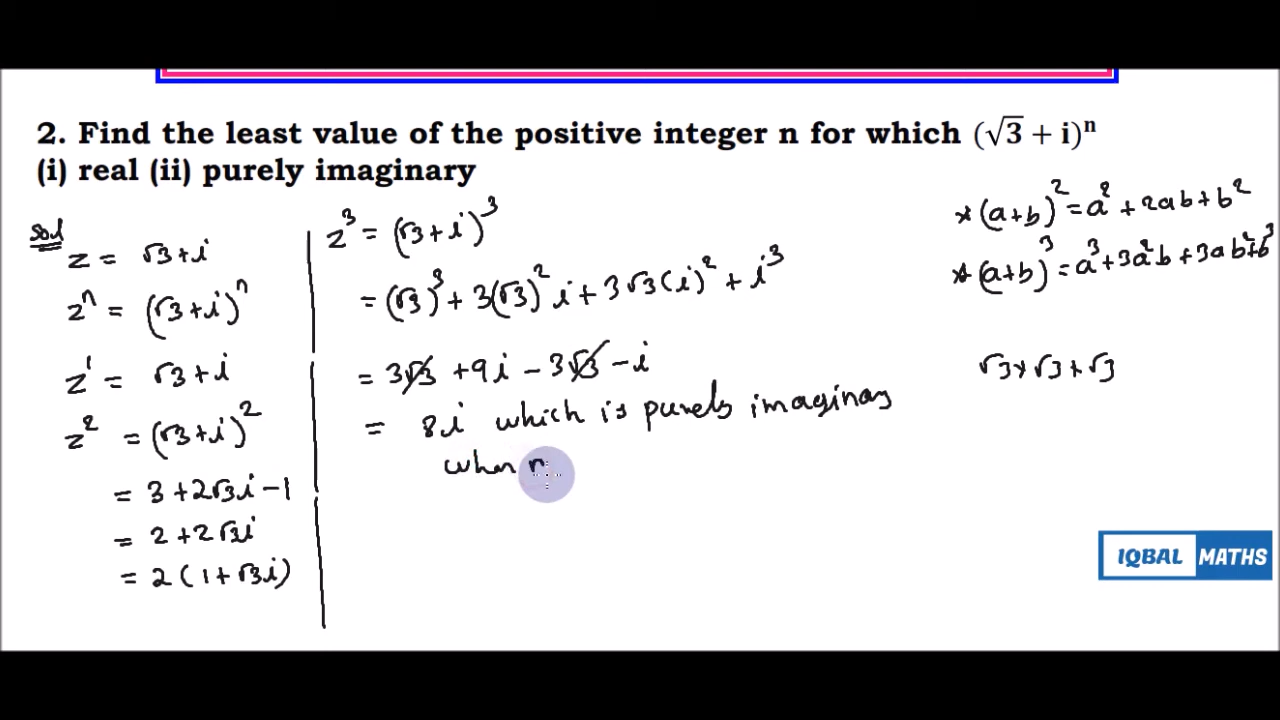 2. Find the least value of the positive integer n for which (√3 + i)ⁿ
(i) real (ii) purely imaginary
Sol
z = √3+i
zⁿ = (√3+i)ⁿ
z¹ = √3+i
z² = (√3+i)²
= 3+2√3i-1
= 2+2√3i
= 2(1+√3i)
z³ = (√3+i)³
= (√3)³ + 3(√3)²i + 3√3(i)² + i³
= 3√3 + 9i - 3√3 - i
= 8i which is purely imaginary
when n
*(a+b)² = a² + 2ab + b²
*(a+b)³ = a³+3a²b+3ab²+b³
√3×√3×√3
IQBAL MATHS